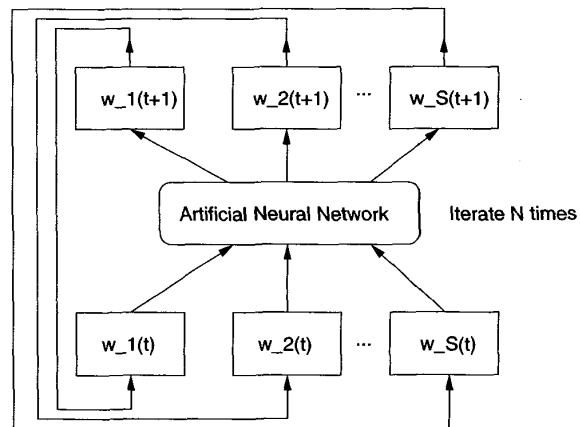 w_1(t+1)
w_2(t+1)
...
w_S(t+1)
Artificial Neural Network
Iterate N times
w_1(t)
w_2(t)
...
w_S(t)